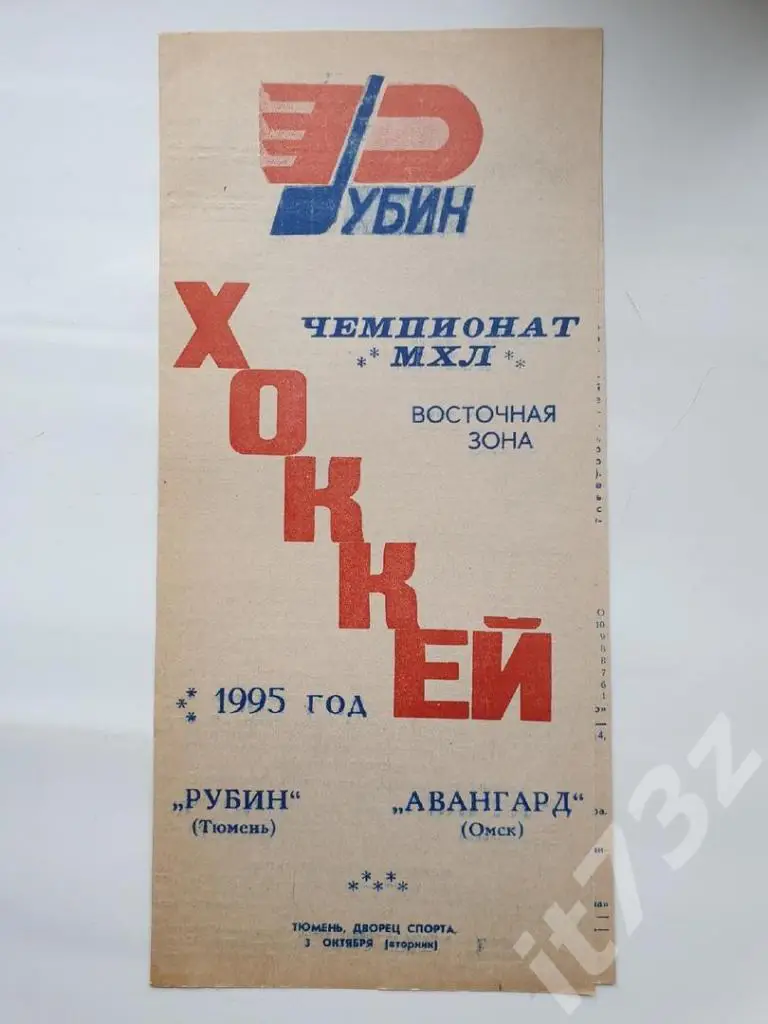 РУБИН
ХОККЕЙ
ЧЕМПИОНАТ
** МХЛ **
ВОСТОЧНАЯ
ЗОНА
*** 1995 год
„РУБИН“
(Тюмень)
„АВАНГАРД“
(Омск)
*****
ТЮМЕНЬ, ДВОРЕЦ СПОРТА,
3 ОКТЯБРЯ (вторник)
it73z